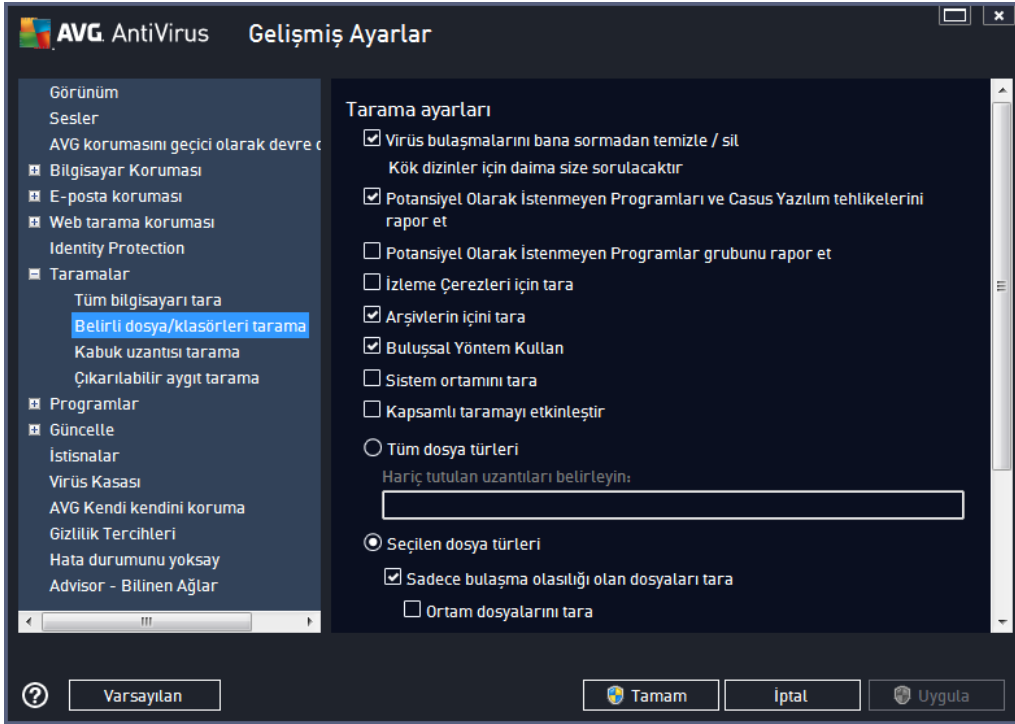 AVG AntiVirus Gelişmiş Ayarlar
Görünüm
Sesler
AVG korumasını geçici olarak devre
Bilgisayar Koruması
E-posta koruması
Web tarama koruması
Identity Protection
Taramalar
Tüm bilgisayarı tara
Belirli dosya/klasörleri tarama
Kabuk uzantısı tarama
Çıkarılabilir aygıt tarama
Programlar
Güncelle
İstisnalar
Virüs Kasası
AVG Kendi kendini koruma
Gizlilik Tercihleri
Hata durumunu yoksay
Advisor - Bilinen Ağlar
Tarama ayarları
Virüs bulaşmalarını bana sormadan temizle / sil
Kök dizinler için daima size sorulacaktır
Potansiyel Olarak İstenmeyen Programları ve Casus Yazılım tehlikelerini
rapor et
Potansiyel Olarak İstenmeyen Programlar grubunu rapor et
İzleme Çerezleri için tara
Arşivlerin içini tara
Buluşsal Yöntem Kullan
Sistem ortamını tara
Kapsamlı taramayı etkinleştir
Tüm dosya türleri
Hariç tutulan uzantıları belirleyin:
Seçilen dosya türleri
Sadece bulaşma olasılığı olan dosyaları tara
Ortam dosyalarını tara
Varsayılan
Tamam
İptal
Uygula